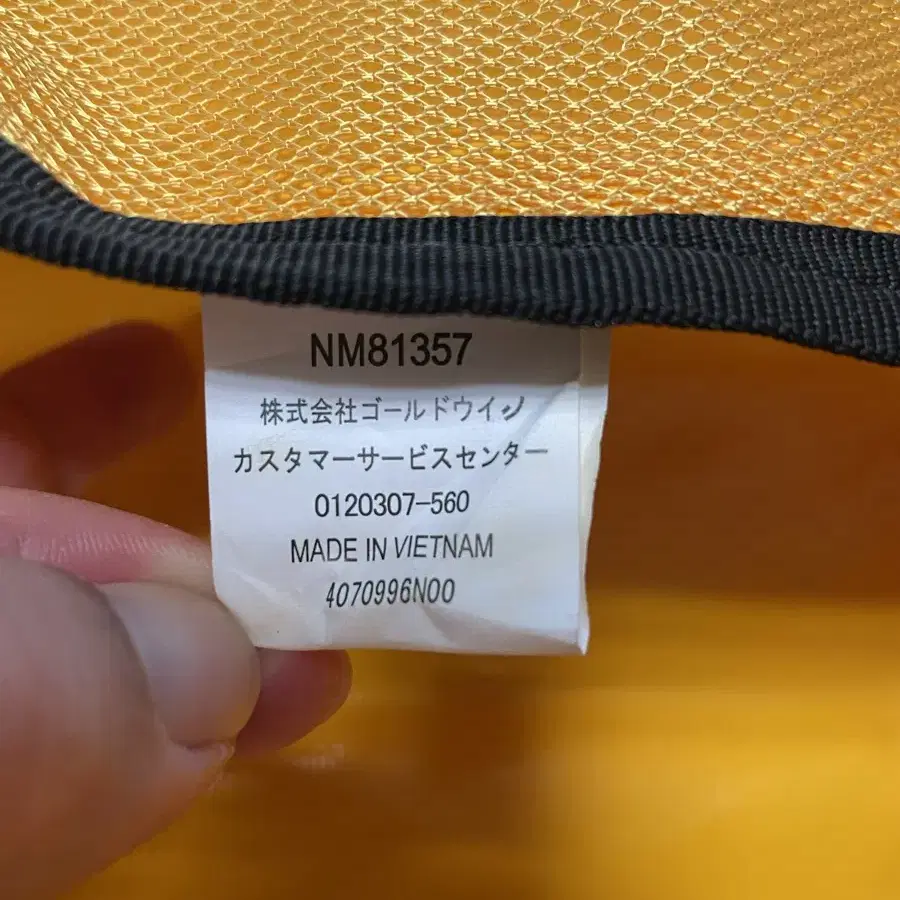 NM81357
株式会社ゴールドウイン
カスタマーサービスセンター
0120307-560
MADE IN VIETNAM
4070996N00